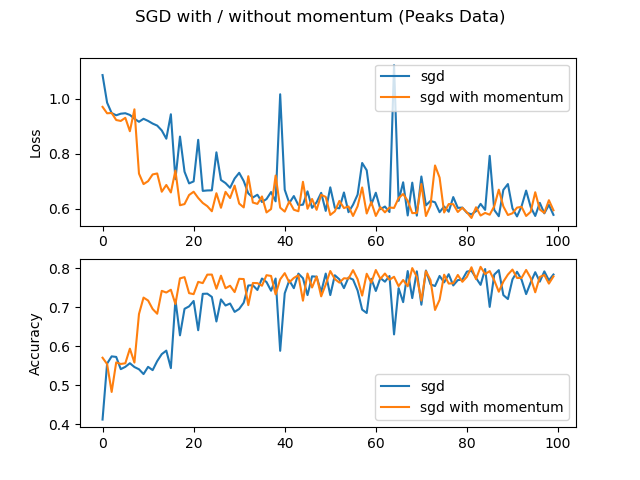 SGD with / without momentum (Peaks Data)
Loss
1.0
0.8
0.6
sgd
sgd with momentum
0 20 40 60 80 100
Accuracy
0.8
0.7
0.6
0.5
0.4
sgd
sgd with momentum
0 20 40 60 80 100